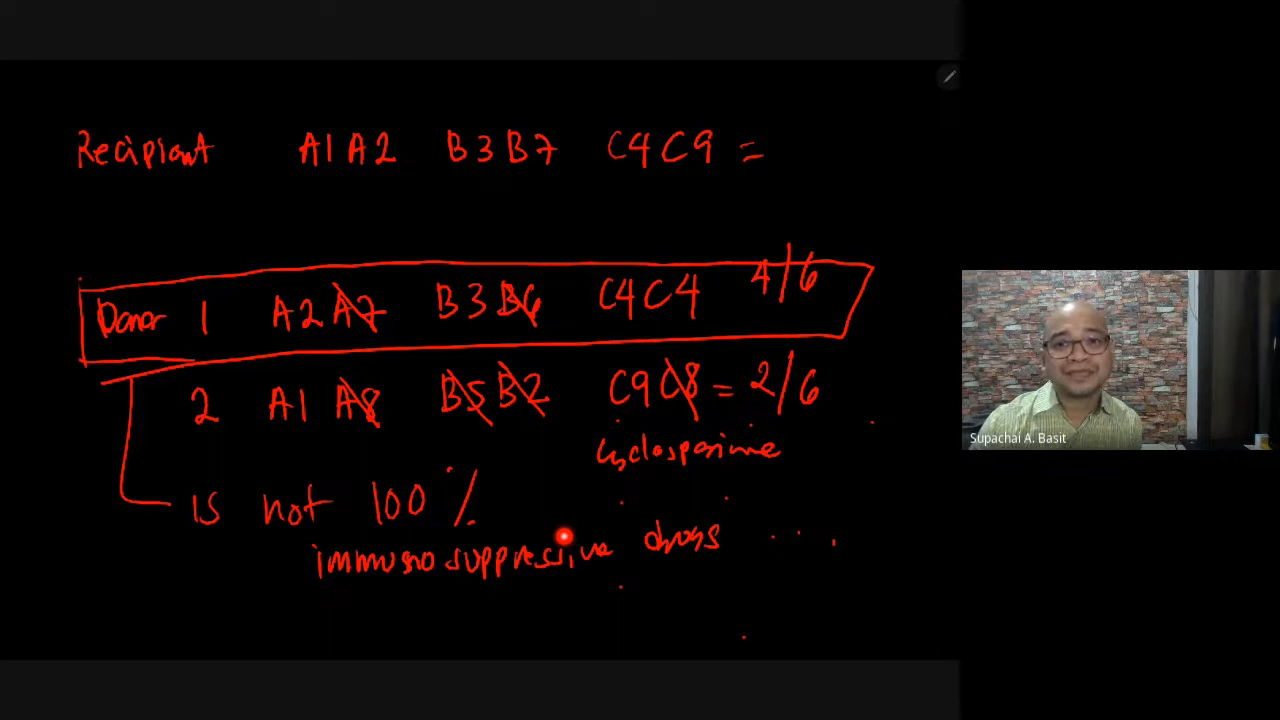 Recipiant A1 A2 B3 B7 C4 C9 =
Donor 1 A2 A7 B3 B6 C4 C4 4/6
2 A1 A8 B5 B2 C9 C8 = 2/6
cyclosporine
is not 100 %
immunosuppressive drugs ...
Supachai A. Basit